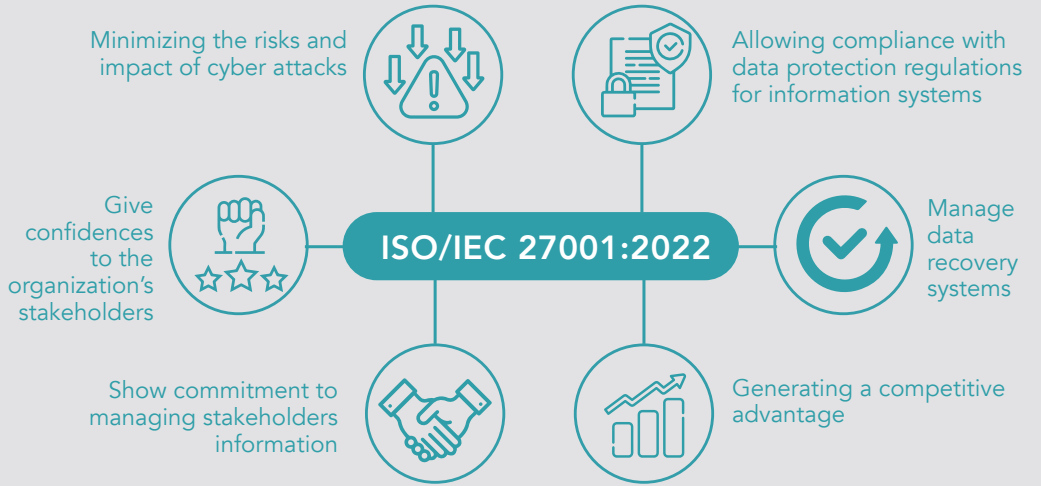 Minimizing the risks and
impact of cyber attacks
Allowing compliance with
data protection regulations
for information systems
Give
confidences
to the
organization's
stakeholders
ISO/IEC 27001:2022
Manage
data
recovery
systems
Show commitment to
managing stakeholders
information
Generating a competitive
advantage